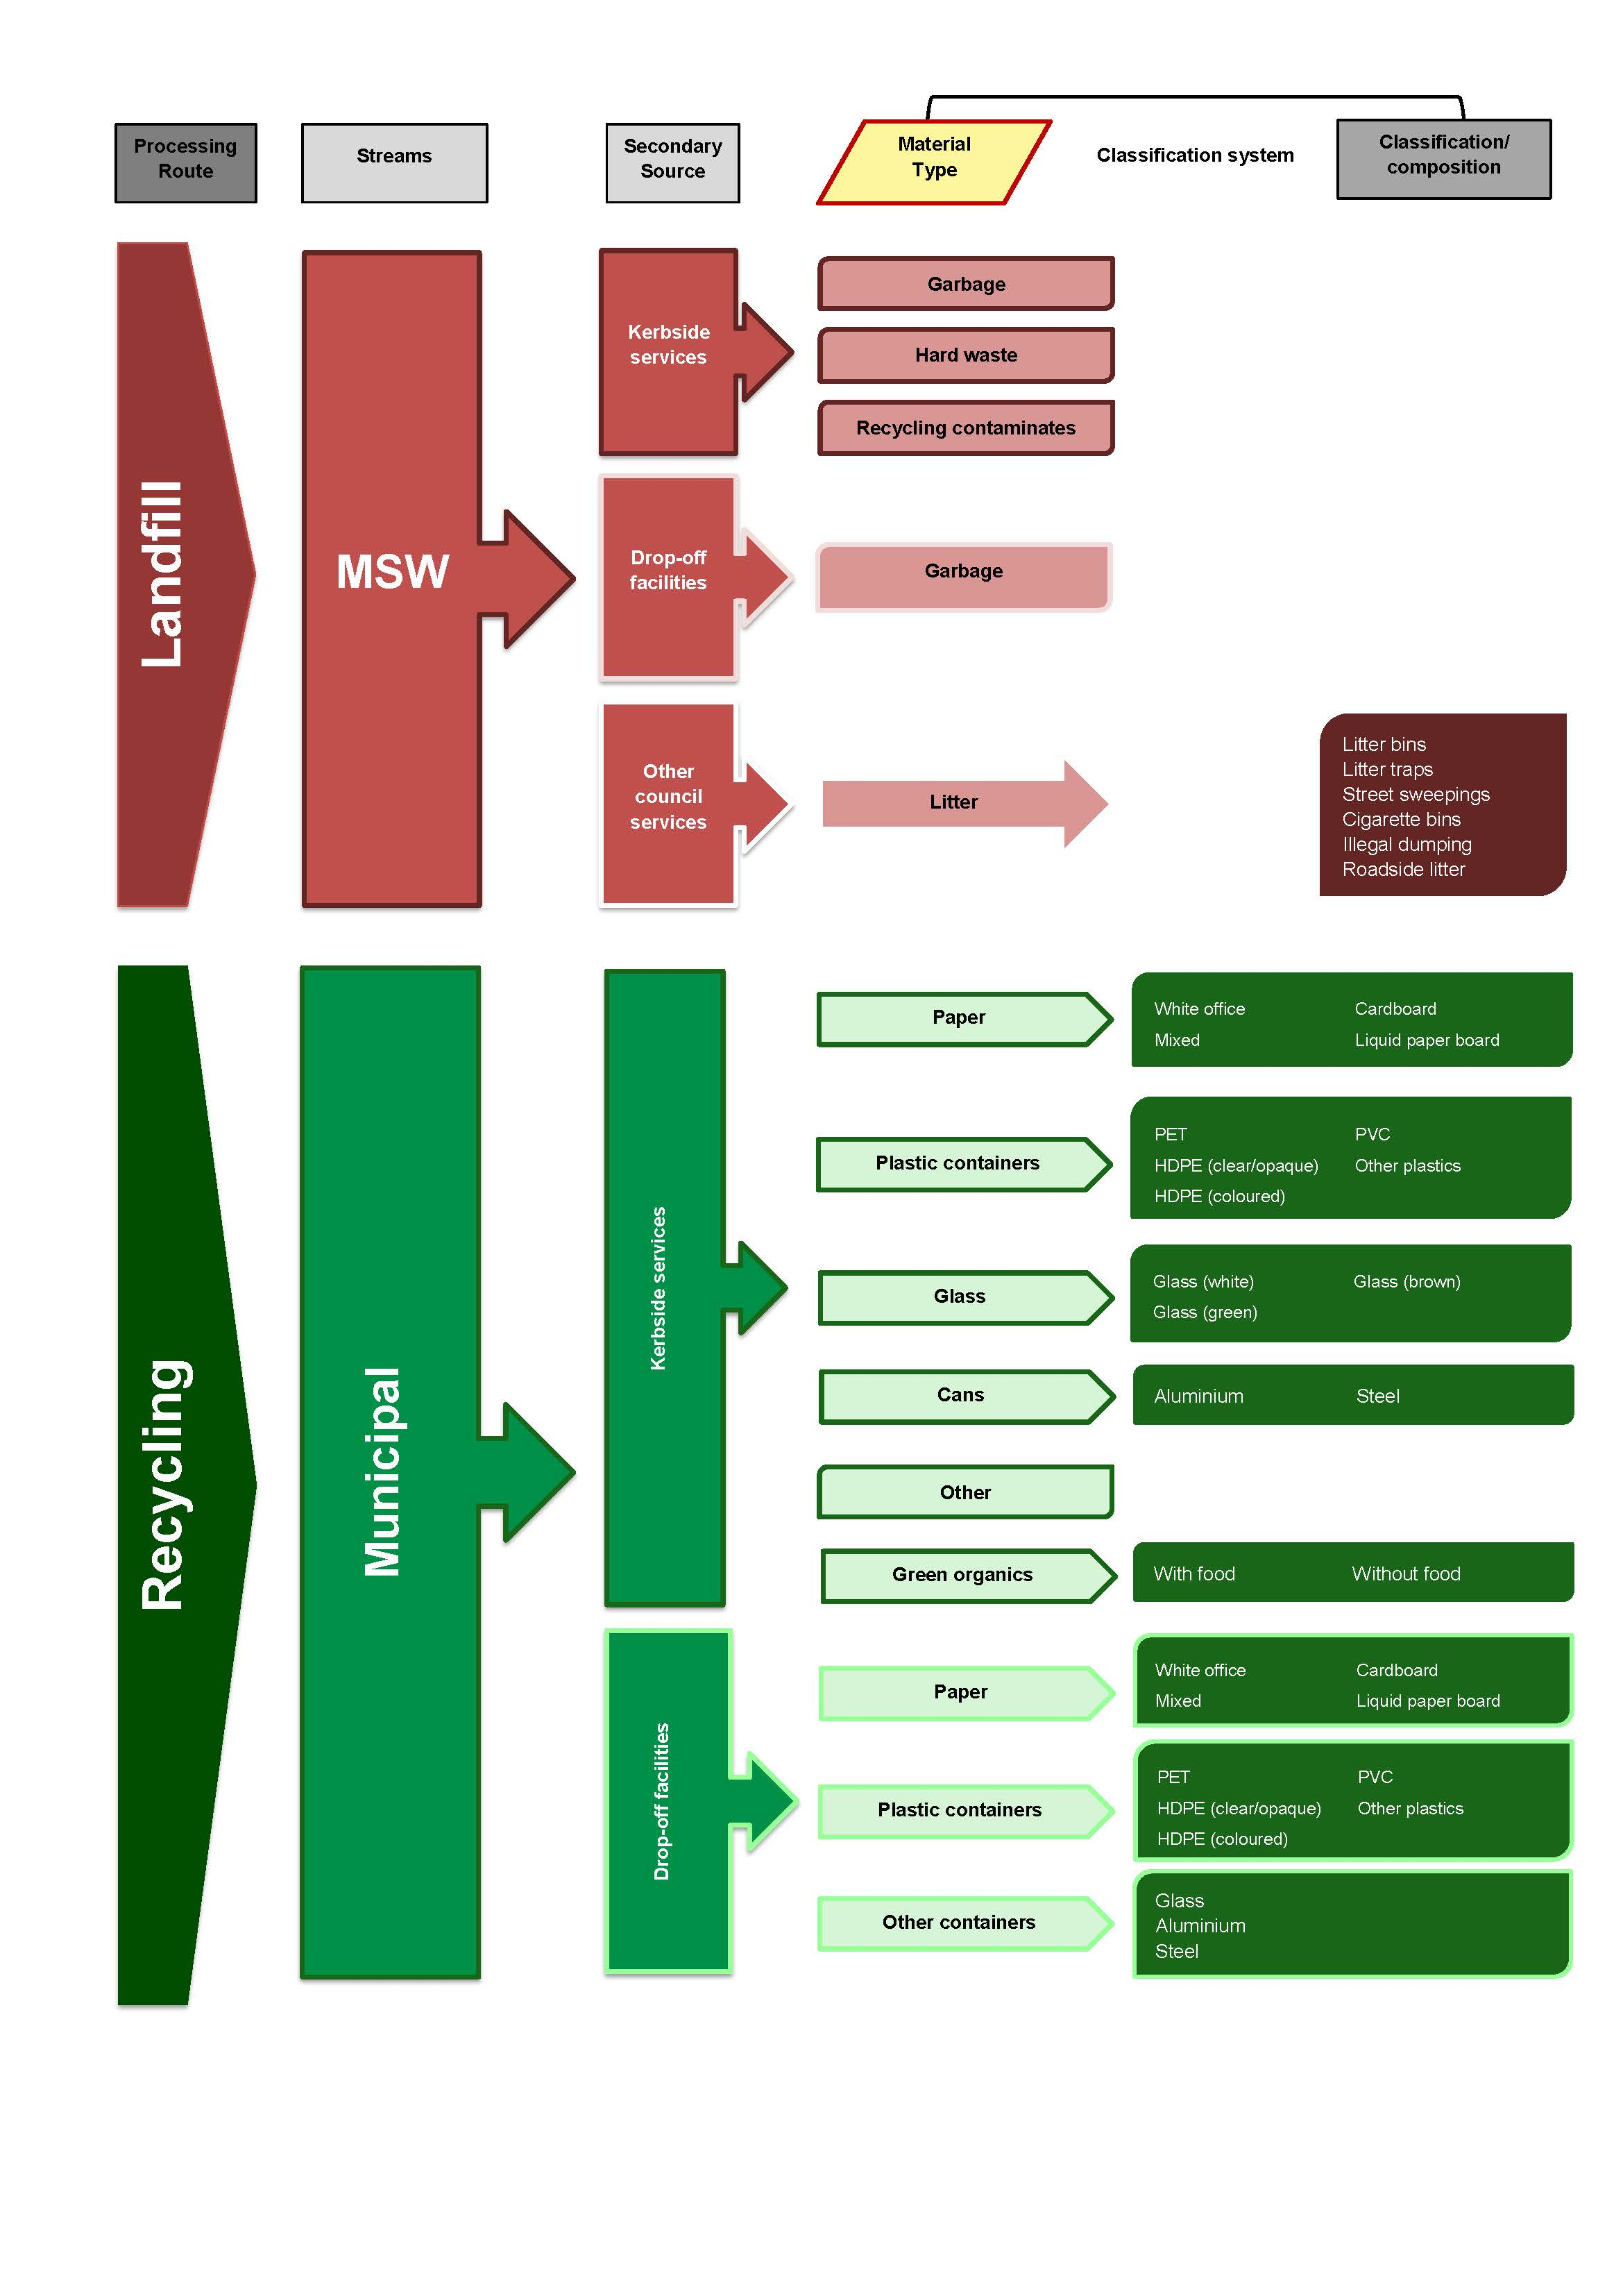 Processing
Route
Streams
Secondary
Source
Material
Type
Classification system
Classification/
composition
Landfill
MSW
Kerbside
services
Garbage
Hard waste
Recycling contaminates
Drop-off
facilities
Garbage
Other
council
services
Litter
Litter bins
Litter traps
Street sweepings
Cigarette bins
Illegal dumping
Roadside litter
Recycling
Municipal
Kerbside services
Paper
White office Cardboard
Mixed Liquid paper board
Plastic containers
PET PVC
HDPE (clear/opaque) Other plastics
HDPE (coloured)
Glass
Glass (white) Glass (brown)
Glass (green)
Cans
Aluminium Steel
Other
Green organics
With food Without food
Drop-off facilities
Paper
White office Cardboard
Mixed Liquid paper board
Plastic containers
PET PVC
HDPE (clear/opaque) Other plastics
HDPE (coloured)
Other containers
Glass
Aluminium
Steel